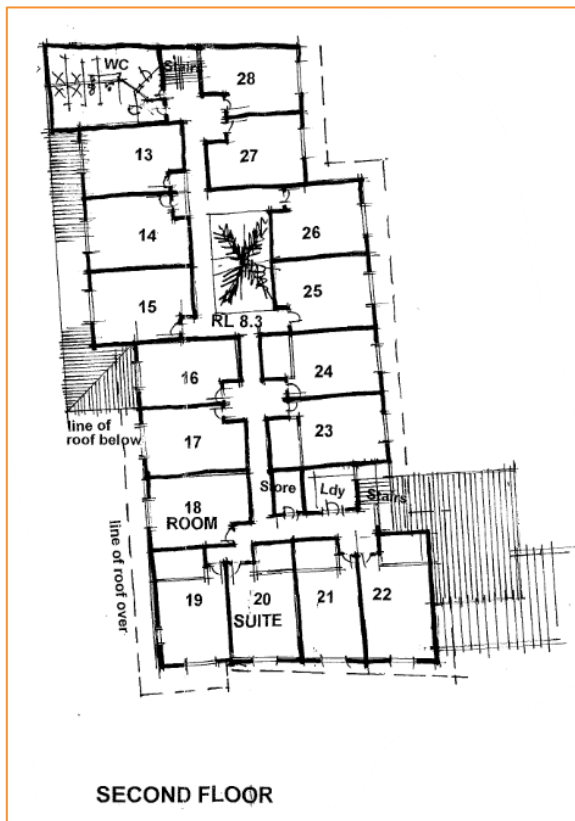 WC
Stairs
28
13
27
14
26
15
25
RL 8.3
16
24
line of
roof below
17
23
Store
Ldy
Stairs
18
ROOM
line of roof over
19
20
SUITE
21
22
SECOND FLOOR